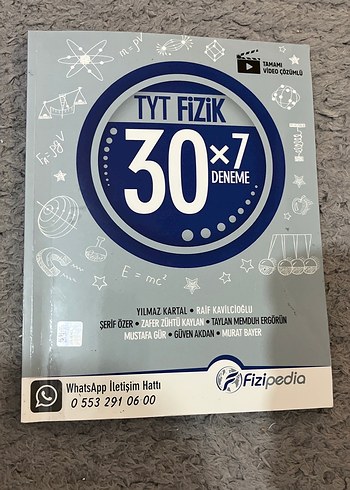 m=ρV
TAMAMI
VİDEO ÇÖZÜMLÜ
TYT FİZİK
30×7
DENEME
E = mc²
YILMAZ KARTAL • RAİF KAVİLCİOĞLU
ŞERİF ÖZER • ZAFER ZÜHTÜ KAYLAN • TAYLAN MEMDUH ERGÖRÜN
MUSTAFA GÜR • GÜVEN AKDAN • MURAT BAYER
WhatsApp İletişim Hattı
0 553 291 06 00
Fizipedia